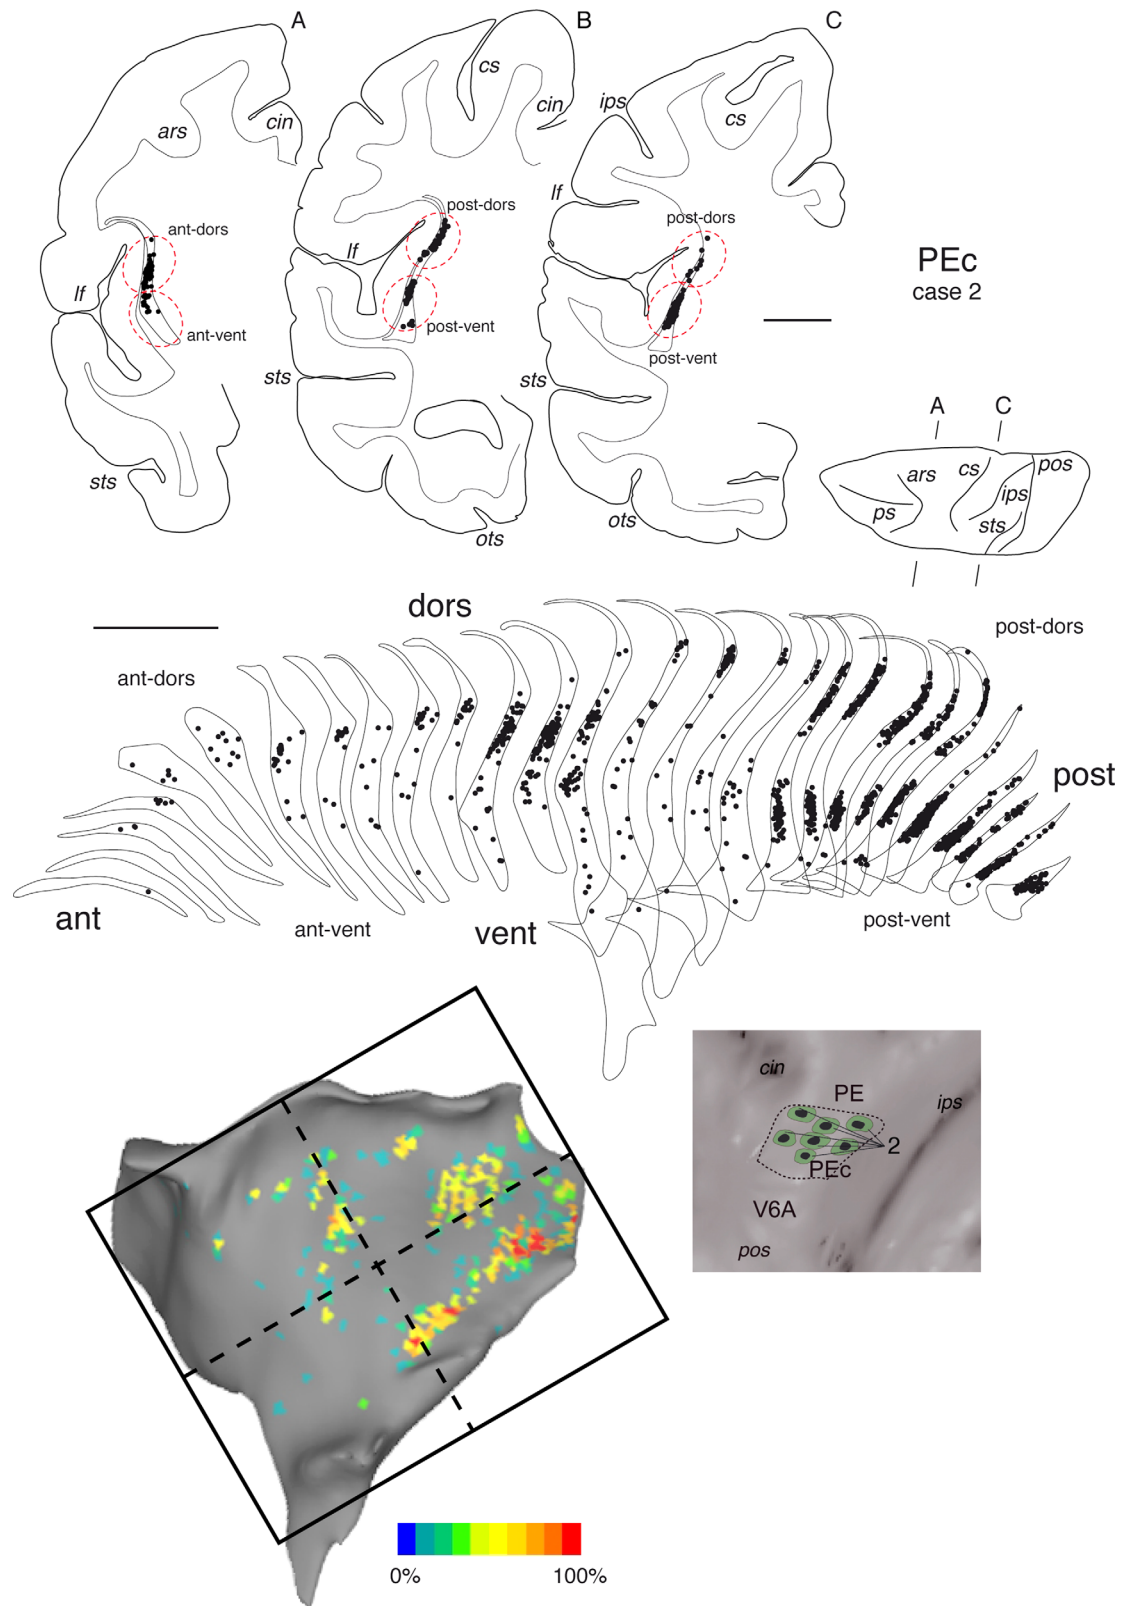 A
B
C
cs
cin
ips
ars
cin
cs
lf
post-dors
ant-dors
post-dors
lf
PEc
case 2
lf
ant-vent
post-vent
post-vent
sts
sts
A C
ars
cs
pos
ips
ps
sts
sts
ots
ots
dors
post-dors
ant-dors
post
ant
ant-vent
vent
post-vent
cin
PE
ips
2
PEc
V6A
pos
0% 100%